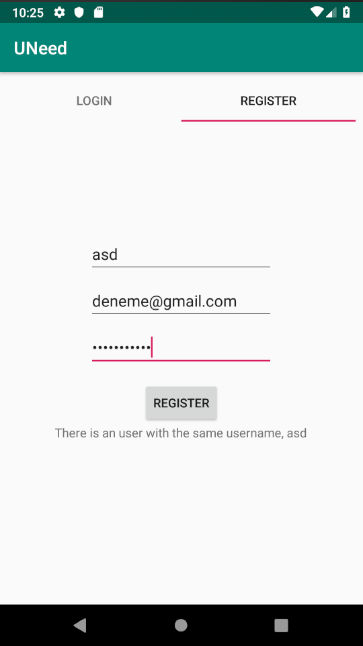 10:25
UNeed
LOGIN
REGISTER
asd
deneme@gmail.com
•••••••••••
REGISTER
There is an user with the same username, asd